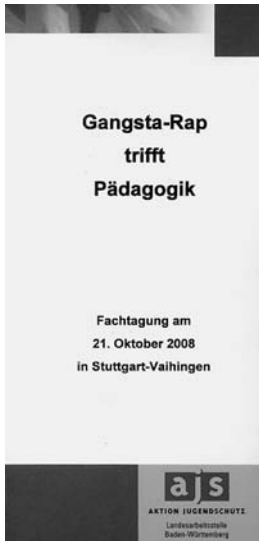 Gangsta-Rap
trifft
Pädagogik
Fachtagung am
21. Oktober 2008
in Stuttgart-Vaihingen
ajs
AKTION JUGENDSCHUTZ
Landesarbeitsstelle
Baden-Württemberg